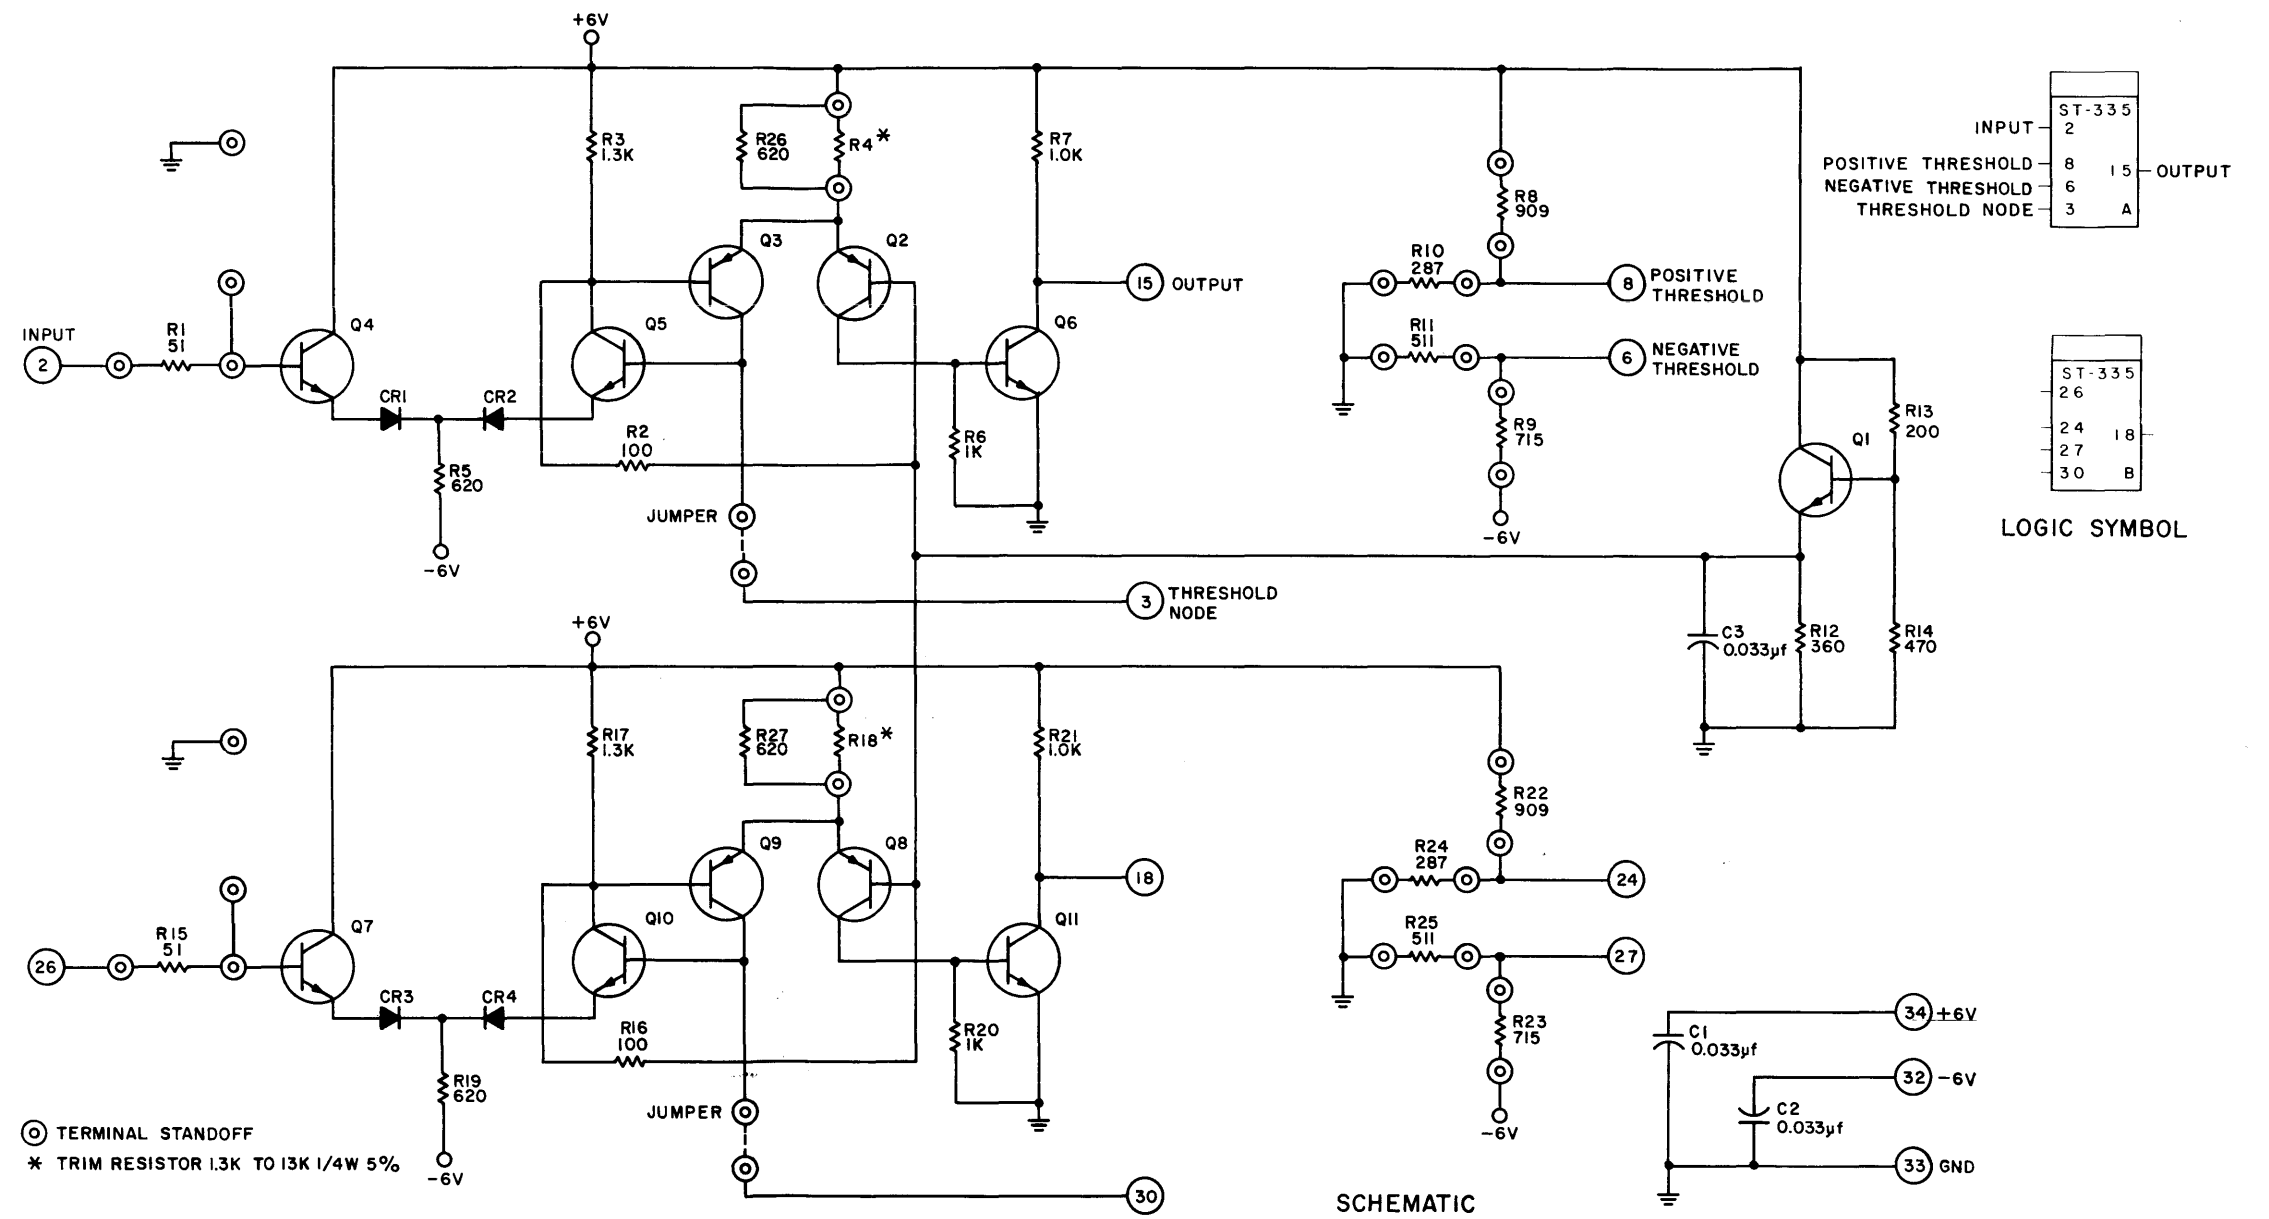 +6V
R3
1.3K
R26
620
R4*
R7
1.0K
R8
909
ST-335
INPUT
2
POSITIVE THRESHOLD
8
NEGATIVE THRESHOLD
6
15
OUTPUT
THRESHOLD NODE
3
A
Q3
Q2
R10
287
15
OUTPUT
8
POSITIVE
THRESHOLD
INPUT
2
R1
51
Q4
Q5
Q6
R11
511
6
NEGATIVE
THRESHOLD
ST-335
26
24
18
27
30
B
LOGIC SYMBOL
CR1
CR2
R2
100
R6
1K
R9
715
R13
200
Q1
R5
620
-6V
JUMPER
-6V
3
THRESHOLD
NODE
+6V
C3
0.033µf
R12
360
R14
470
R17
1.3K
R27
620
R18*
R21
1.0K
R22
909
Q9
Q8
18
R24
287
24
26
R15
51
Q7
Q10
Q11
R25
511
27
CR3
CR4
R16
100
R20
1K
R23
715
34
+6V
C1
0.033µf
32
-6V
R19
620
JUMPER
C2
0.033µf
-6V
33
GND
TERMINAL STANDOFF
* TRIM RESISTOR 1.3K TO 13K 1/4W 5%
-6V
30
SCHEMATIC